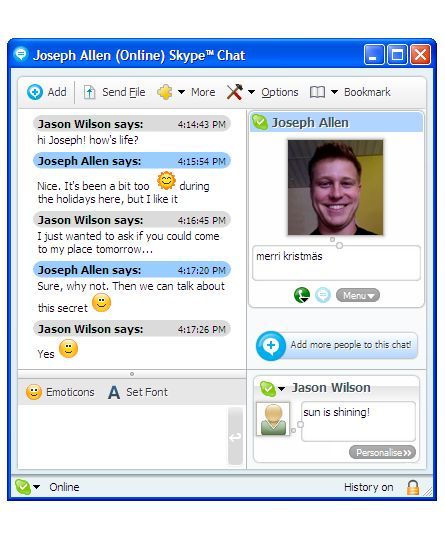 Joseph Allen (Online) Skype™ Chat
Add Send File More Options Bookmark
Jason Wilson says: 4:14:43 PM
hi Joseph! how's life?
Joseph Allen says: 4:15:54 PM
Nice. It's been a bit too during
the holidays here, but I like it
Jason Wilson says: 4:16:45 PM
I just wanted to ask if you could come
to my place tomorrow...
Joseph Allen says: 4:17:20 PM
Sure, why not. Then we can talk about
this secret
Jason Wilson says: 4:17:26 PM
Yes
Emoticons A Set Font
Joseph Allen
merri kristmäs
Menu
Add more people to this chat!
Jason Wilson
sun is shining!
Personalise
Online History on